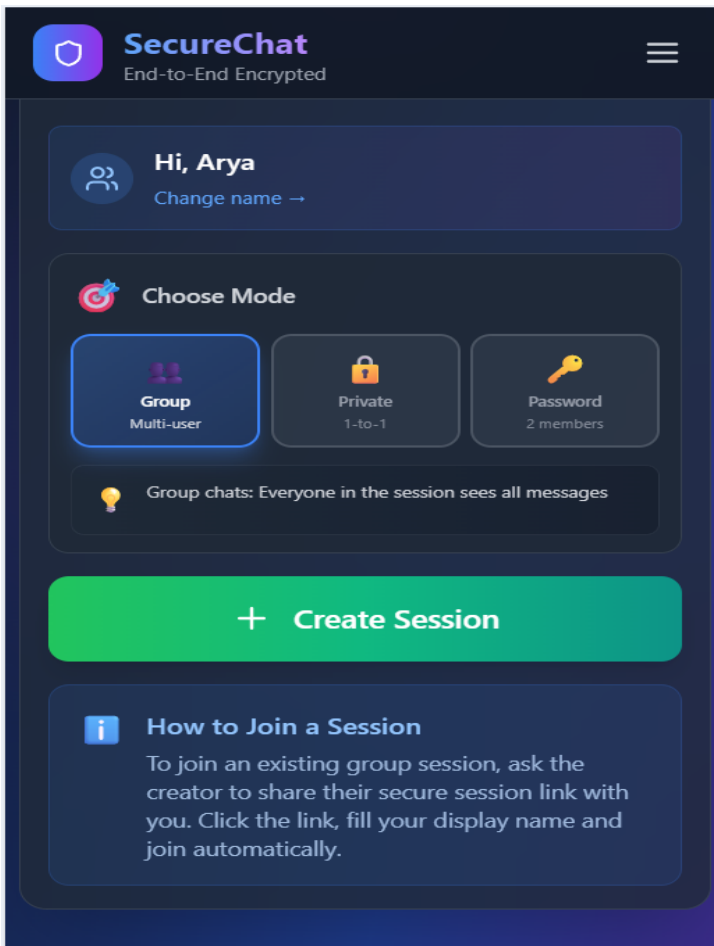 SecureChat
End-to-End Encrypted
Hi, Arya
Change name →
Choose Mode
Group
Multi-user
Private
1-to-1
Password
2 members
Group chats: Everyone in the session sees all messages
+ Create Session
How to Join a Session
To join an existing group session, ask the
creator to share their secure session link with
you. Click the link, fill your display name and
join automatically.